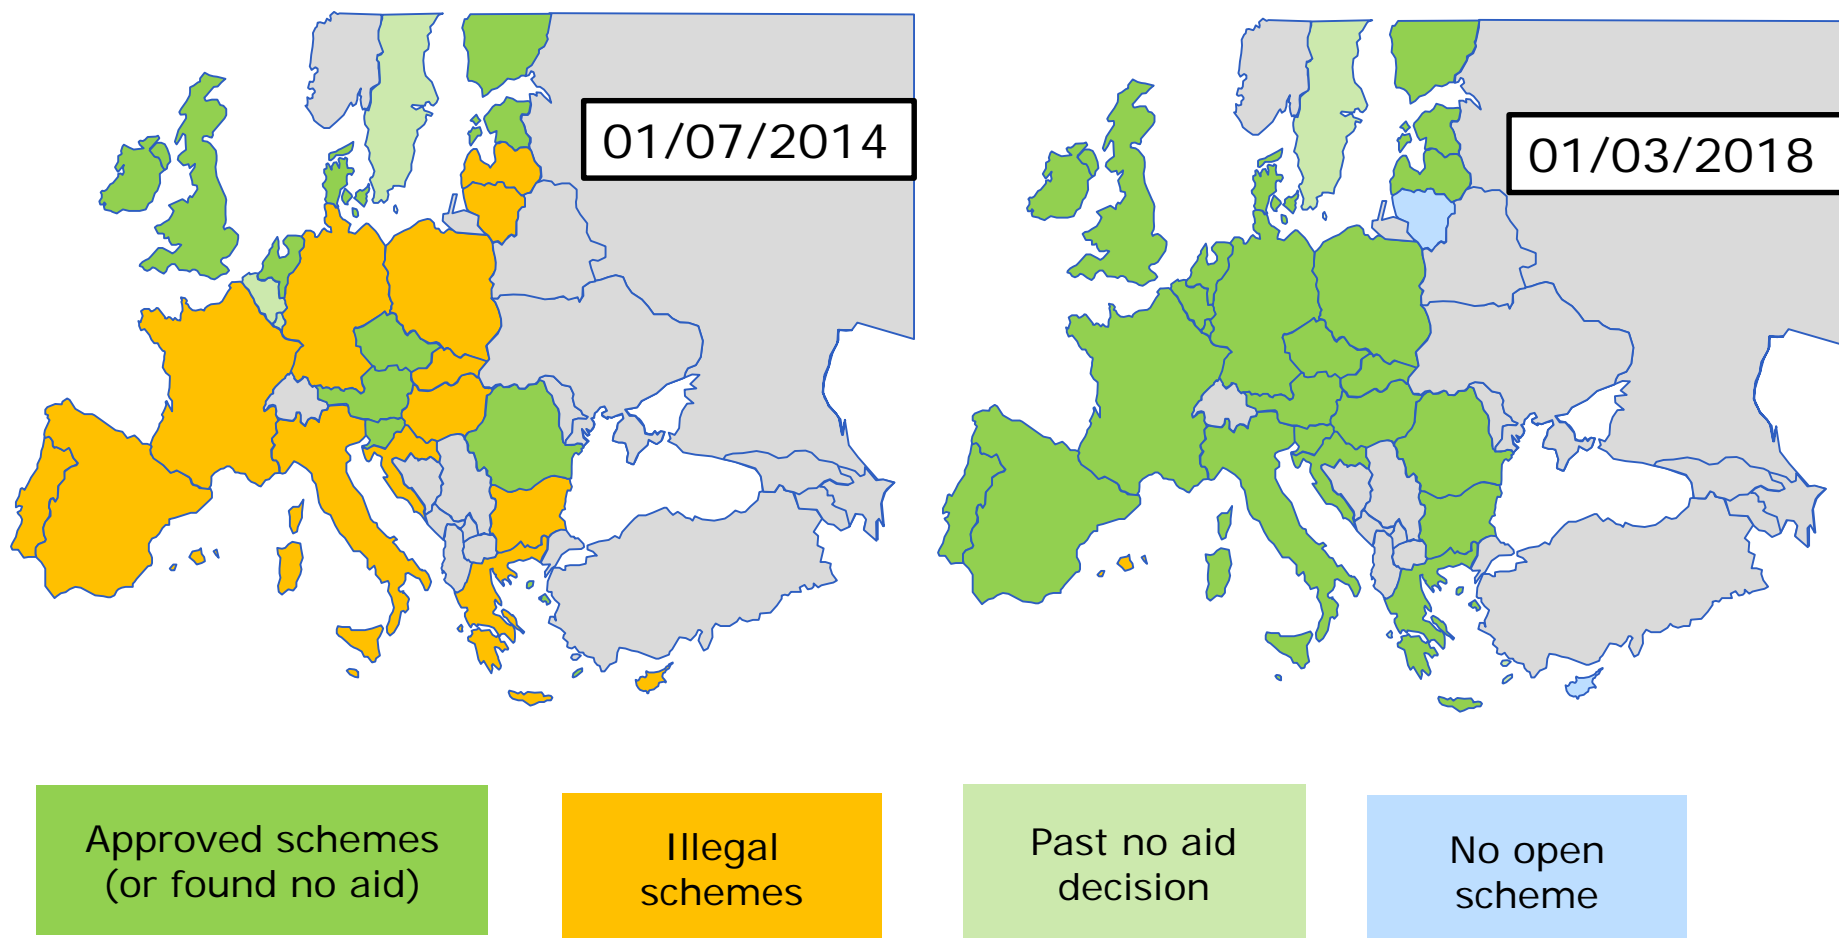 01/07/2014
01/03/2018
Approved schemes
(or found no aid)
Illegal
schemes
Past no aid
decision
No open
scheme